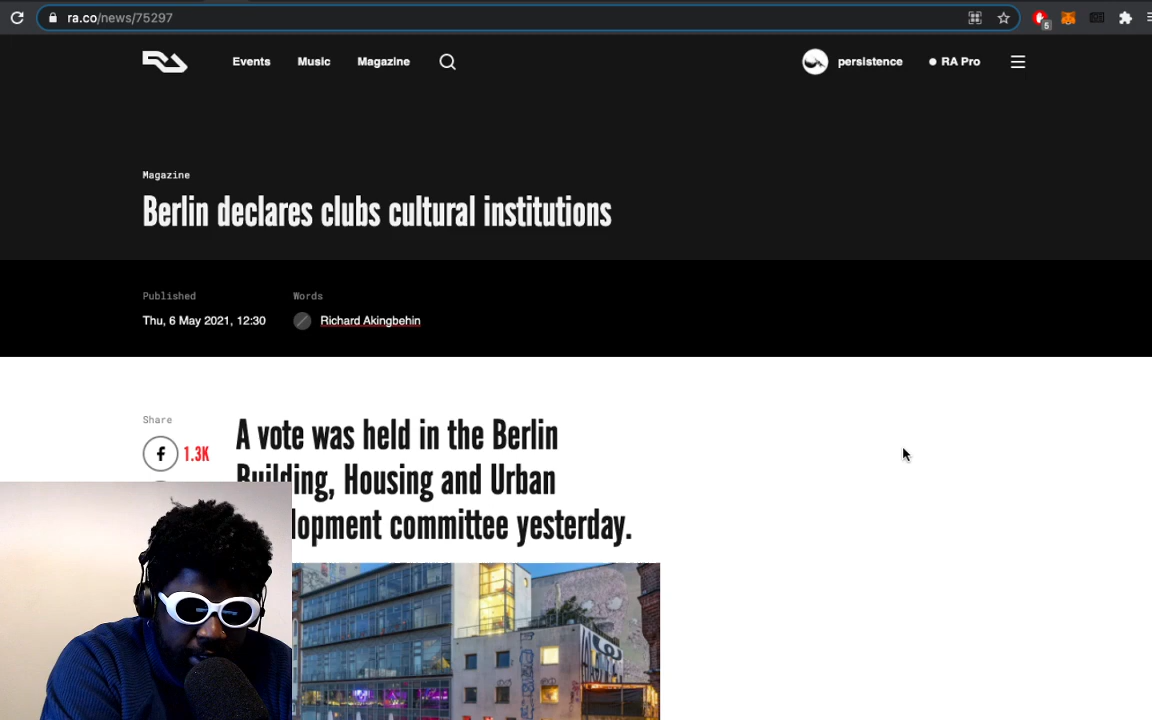 ra.co/news/75297
5
Events Music Magazine persistence RA Pro
Magazine
Berlin declares clubs cultural institutions
Published Words
Thu, 6 May 2021, 12:30 Richard Akingbehin
Share
1.3K
A vote was held in the Berlin
Building, Housing and Urban
lopment committee yesterday.